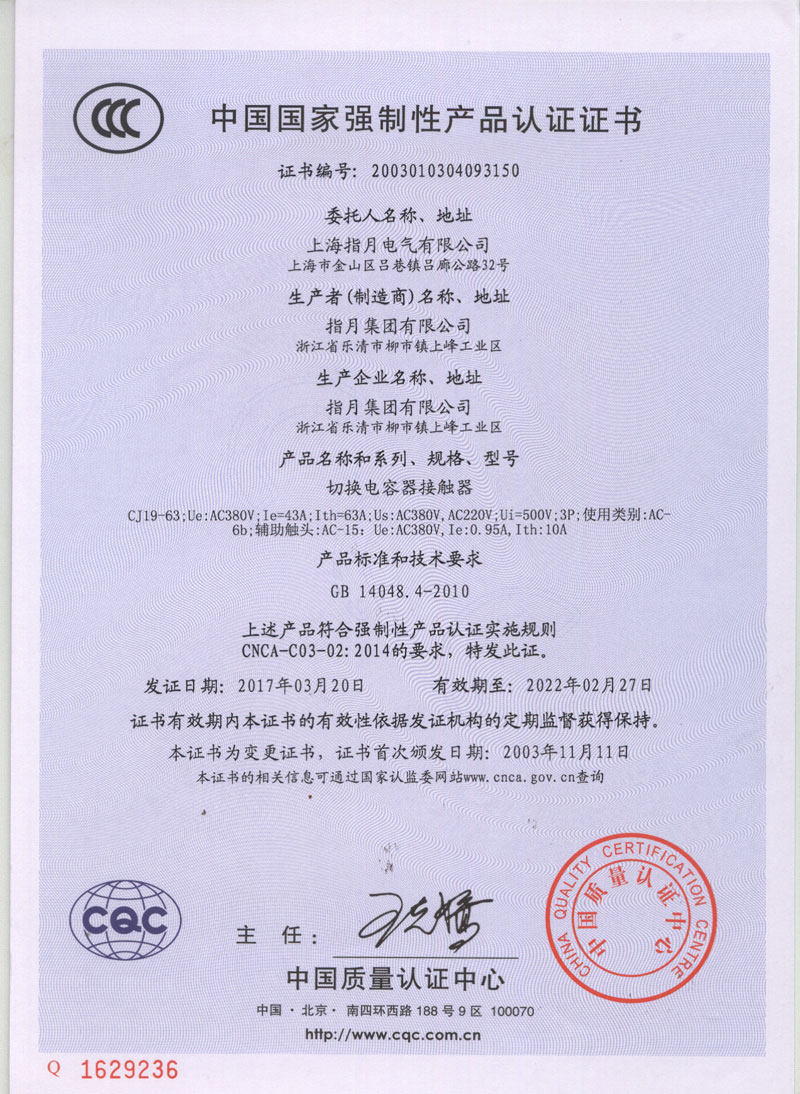 中国国家强制性产品认证证书
证书编号: 2003010304093150
委托人名称、地址
上海指月电气有限公司
上海市金山区吕巷镇吕廊公路32号
生产者(制造商)名称、地址
指月集团有限公司
浙江省乐清市柳市镇上峰工业区
生产企业名称、地址
指月集团有限公司
浙江省乐清市柳市镇上峰工业区
产品名称和系列、规格、型号
切换电容器接触器
CJ19-63;Ue:AC380V;Ie=43A;Ith=63A;Us:AC380V,AC220V;Ui=500V;3P;使用类别:AC-
6b;辅助触头:AC-15: Ue:AC380V,Ie:0.95A,Ith:10A
产品标准和技术要求
GB 14048.4-2010
上述产品符合强制性产品认证实施规则
CNCA-C03-02:2014的要求,特发此证。
发证日期: 2017年03月20日 有效期至: 2022年02月27日
证书有效期内本证书的有效性依据发证机构的定期监督获得保持。
本证书为变更证书,证书首次颁发日期: 2003年11月11日
本证书的相关信息可通过国家认监委网站www.cnca.gov.cn查询
CQC
主 任:
CHINA QUALITY CERTIFICATION CENTRE
中国质量认证中心
中国质量认证中心
中国·北京·南四环西路 188 号 9 区 100070
http://www.cqc.com.cn
Q 1629236